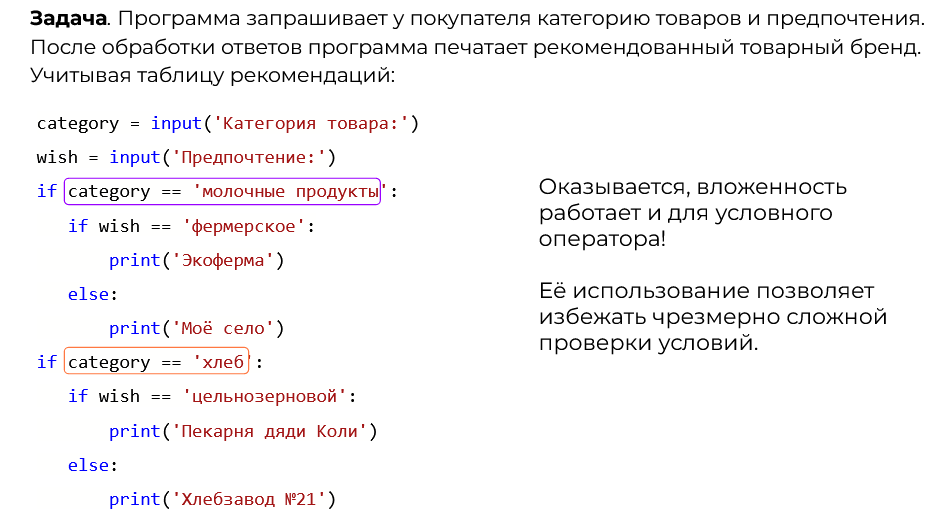 Задача. Программа запрашивает у покупателя категорию товаров и предпочтения.
После обработки ответов программа печатает рекомендованный товарный бренд.
Учитывая таблицу рекомендаций:
category = input('Категория товара:')
wish = input('Предпочтение:')
if category == 'молочные продукты':
if wish == 'фермерское':
print('Экоферма')
else:
print('Моё село')
if category == 'хлеб':
if wish == 'цельнозерновой':
print('Пекарня дяди Коли')
else:
print('Хлебзавод №21')
Оказывается, вложенность
работает и для условного
оператора!
Её использование позволяет
избежать чрезмерно сложной
проверки условий.